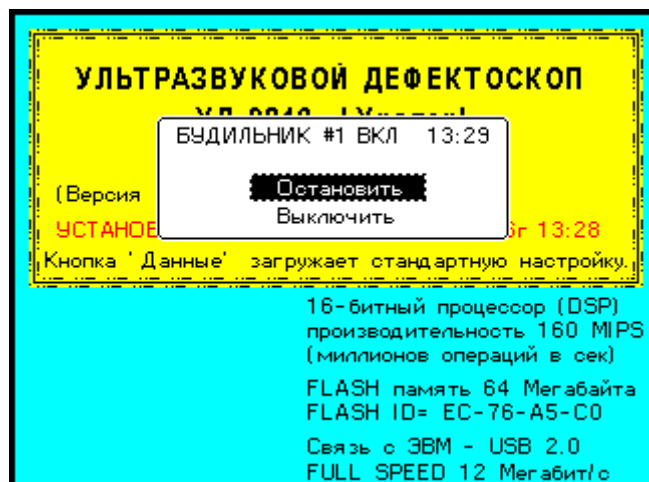 УЛЬТРАЗВУКОВОЙ ДЕФЕКТОСКОП
БУДИЛЬНИК #1 ВКЛ 13:29
Остановить
Выключить
(Версия
13:28
Кнопка 'Данные' загружает стандартную настройку.
16-битный процессор (DSP)
производительность 160 MIPS
(миллионов операций в сек)
FLASH память 64 Мегабайта
FLASH ID= EC-76-A5-C0
Связь с ЭВМ - USB 2.0
FULL SPEED 12 Мегабит/с